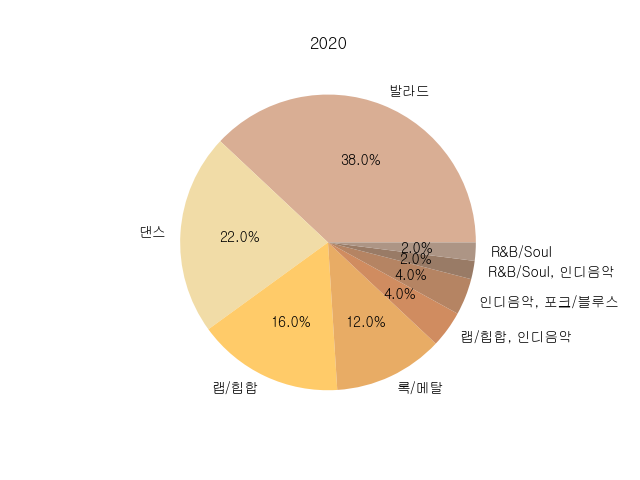 2020
발라드
38.0%
댄스
22.0%
랩/힙합
16.0%
록/메탈
12.0%
랩/힙합, 인디음악
4.0%
인디음악, 포크/블루스
4.0%
R&B/Soul, 인디음악
2.0%
R&B/Soul
2.0%